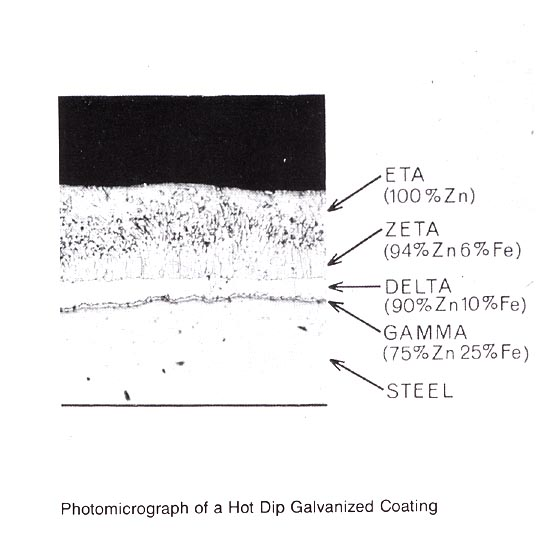 ETA
(100%Zn)
ZETA
(94%Zn6%Fe)
DELTA
(90%Zn10%Fe)
GAMMA
(75%Zn25%Fe)
STEEL
Photomicrograph of a Hot Dip Galvanized Coating